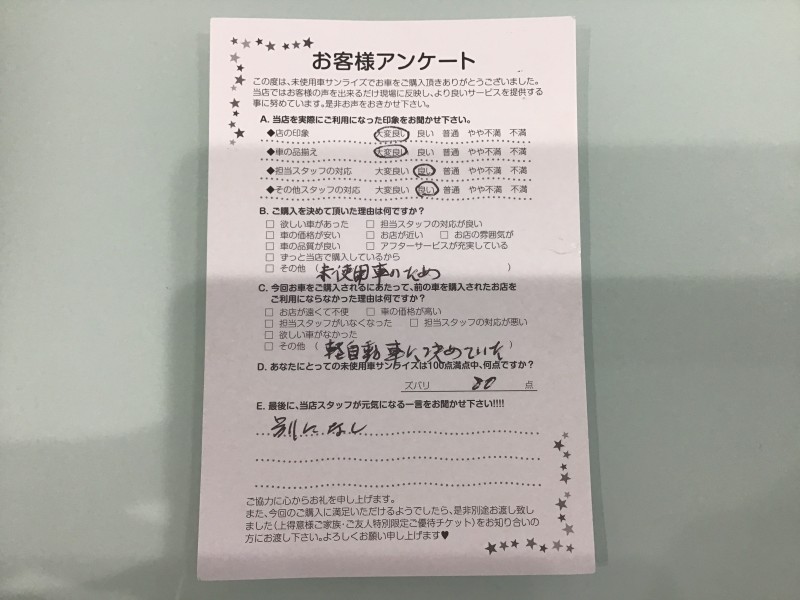 お客様アンケート
この度は、未使用車サンライズでお車をご購入頂きありがとうございました。
当店ではお客様の声を出来るだけ現場に反映し、より良いサービスを提供する
事に努めています。是非お声をおきかせ下さい。
A. 当店を実際にご利用になった印象をお聞かせ下さい。
◆店の印象 大変良い 良い 普通 やや不満 不満
◆車の品揃え 大変良い 良い 普通 やや不満 不満
◆担当スタッフの対応 大変良い 良い 普通 やや不満 不満
◆その他スタッフの対応 大変良い 良い 普通 やや不満 不満
B. ご購入を決めて頂いた理由は何ですか?
□ 欲しい車があった □ 担当スタッフの対応が良い
□ 車の価格が安い □ お店が近い □ お店の雰囲気が
□ 車の品質が良い □ アフターサービスが充実している
□ ずっと当店で購入しているから
□ その他 ( 未使用車のため )
C. 今回お車をご購入されるにあたって、前の車を購入されたお店を
ご利用にならなかった理由は何ですか?
□ お店が遠くて不便 □ 車の価格が高い
□ 担当スタッフがいなくなった □ 担当スタッフの対応が悪い
□ 欲しい車がなかった
□ その他 ( 軽自動車に決めていた )
D. あなたにとっての未使用車サンライズは100点満点中、何点ですか?
ズバリ 80 点
E. 最後に、当店スタッフが元気になる一言をお聞かせ下さい!!!!
別になし
ご協力に心からお礼を申し上げます。
また、今回のご購入に満足いただけるようでしたら、是非別途お渡し致し
ました(上得意様ご家族・ご友人特別限定ご優待チケット)をお知り合いの
方にお渡し下さい。よろしくお願い申し上げます♥